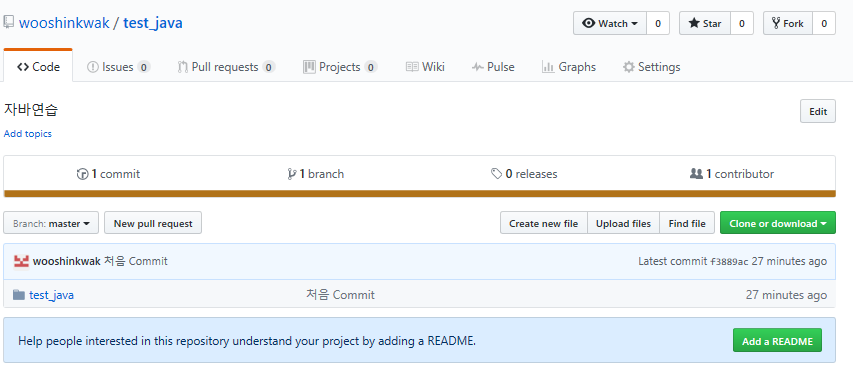 wooshinkwak / test_java Watch 0 Star 0 Fork 0
Code Issues 0 Pull requests 0 Projects 0 Wiki Pulse Graphs Settings
자바연습 Edit
Add topics
1 commit 1 branch 0 releases 1 contributor
Branch: master New pull request Create new file Upload files Find file Clone or download
wooshinkwak 처음 Commit Latest commit f3889ac 27 minutes ago
test_java 처음 Commit 27 minutes ago
Help people interested in this repository understand your project by adding a README. Add a README